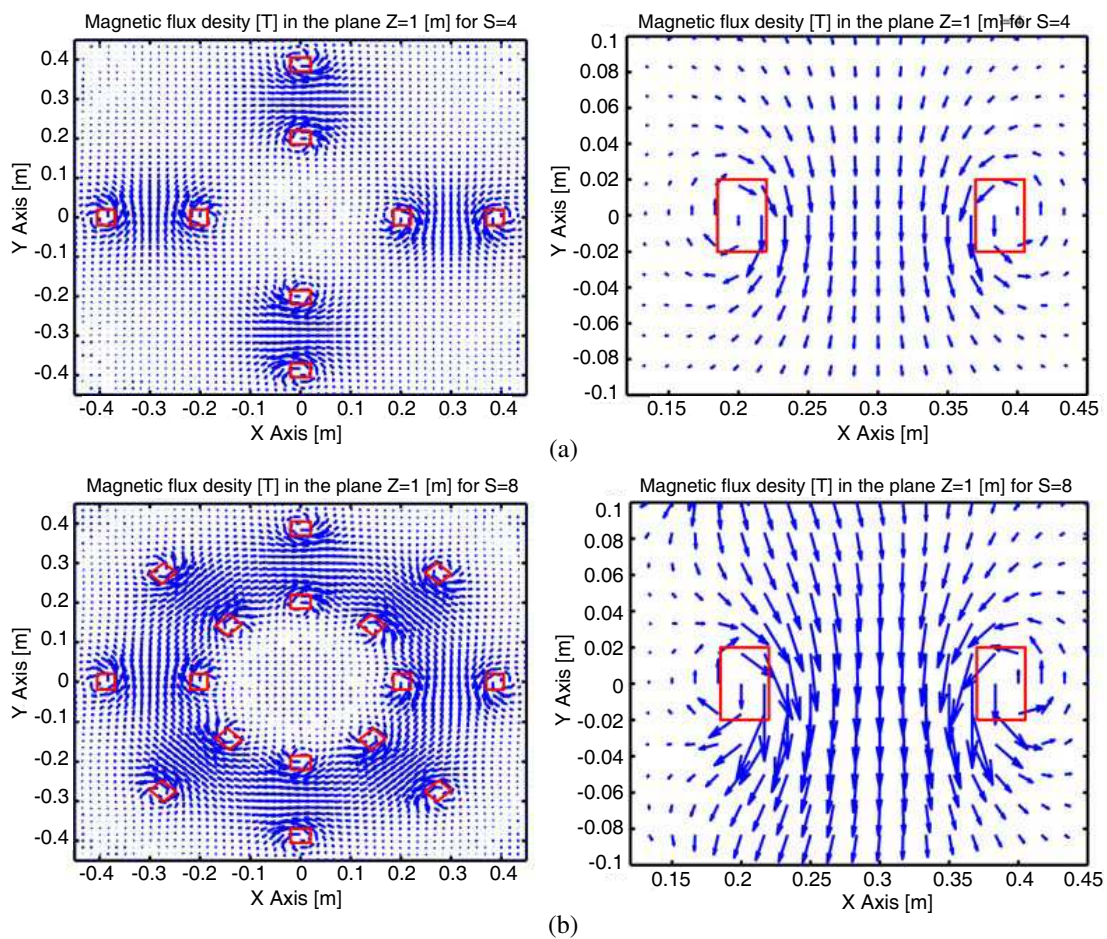 Magnetic flux desity [T] in the plane Z=1 [m] for S=4
Y Axis [m]
0.4
0.3
0.2
0.1
0
-0.1
-0.2
-0.3
-0.4
-0.4 -0.3 -0.2 -0.1 0 0.1 0.2 0.3 0.4
X Axis [m]
Magnetic flux desity [T] in the plane Z=1 [m] for S=4
Y Axis [m]
0.1
0.08
0.06
0.04
0.02
0
-0.02
-0.04
-0.06
-0.08
-0.1
0.15 0.2 0.25 0.3 0.35 0.4 0.45
X Axis [m]
(a)
Magnetic flux desity [T] in the plane Z=1 [m] for S=8
Y Axis [m]
0.4
0.3
0.2
0.1
0
-0.1
-0.2
-0.3
-0.4
-0.4 -0.3 -0.2 -0.1 0 0.1 0.2 0.3 0.4
X Axis [m]
Magnetic flux desity [T] in the plane Z=1 [m] for S=8
Y Axis [m]
0.1
0.08
0.06
0.04
0.02
0
-0.02
-0.04
-0.06
-0.08
-0.1
0.15 0.2 0.25 0.3 0.35 0.4 0.45
X Axis [m]
(b)